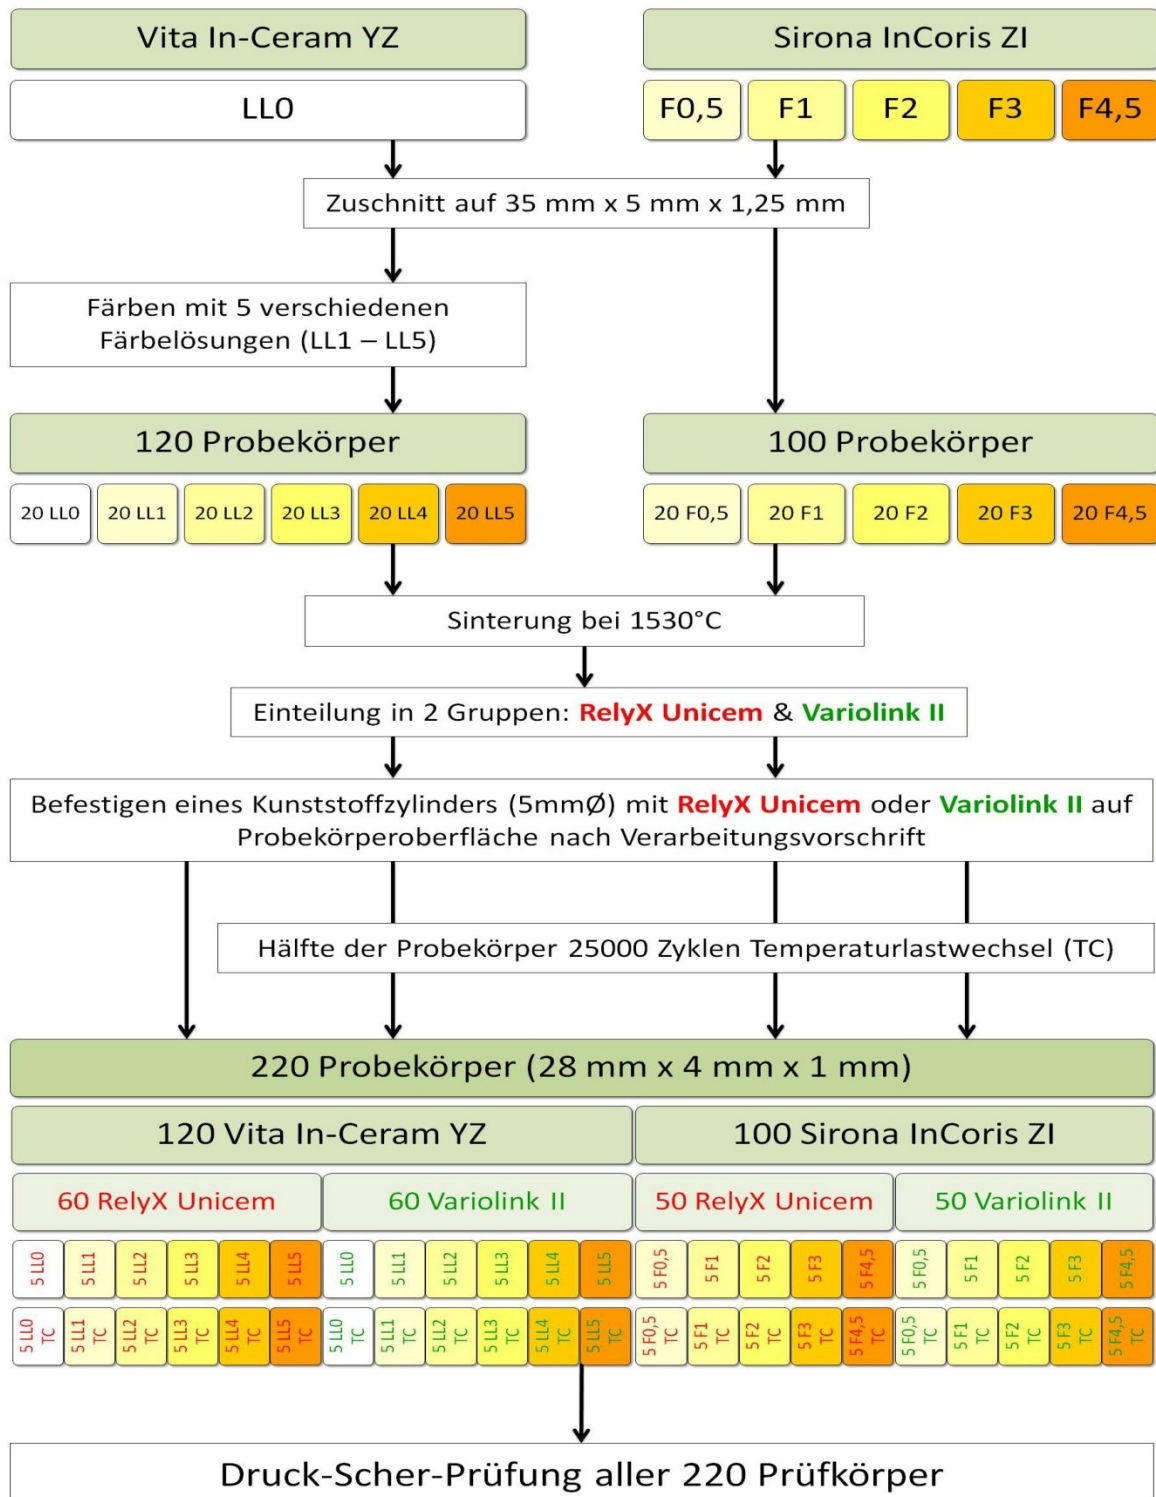 Vita In-Ceram YZ
Sirona InCoris ZI
LL0
F0,5
F1
F2
F3
F4,5
Zuschnitt auf 35 mm x 5 mm x 1,25 mm
Färben mit 5 verschiedenen
Färbelösungen (LL1 – LL5)
120 Probekörper
100 Probekörper
20 LL0
20 LL1
20 LL2
20 LL3
20 LL4
20 LL5
20 F0,5
20 F1
20 F2
20 F3
20 F4,5
Sinterung bei 1530°C
Einteilung in 2 Gruppen: RelyX Unicem & Variolink II
Befestigen eines Kunststoffzylinders (5mmØ) mit RelyX Unicem oder Variolink II auf
Probekörperoberfläche nach Verarbeitungsvorschrift
Hälfte der Probekörper 25000 Zyklen Temperaturlastwechsel (TC)
220 Probekörper (28 mm x 4 mm x 1 mm)
120 Vita In-Ceram YZ
100 Sirona InCoris ZI
60 RelyX Unicem
60 Variolink II
50 RelyX Unicem
50 Variolink II
5 LL0
5 LL1
5 LL2
5 LL3
5 LL4
5 LL5
5 LL0
5 LL1
5 LL2
5 LL3
5 LL4
5 LL5
5 F0,5
5 F1
5 F2
5 F3
5 F4,5
5 F0,5
5 F1
5 F2
5 F3
5 F4,5
5 LL0
TC
5 LL1
TC
5 LL2
TC
5 LL3
TC
5 LL4
TC
5 LL5
TC
5 LL0
TC
5 LL1
TC
5 LL2
TC
5 LL3
TC
5 LL4
TC
5 LL5
TC
5 F0,5
TC
5 F1
TC
5 F2
TC
5 F3
TC
5 F4,5
TC
5 F0,5
TC
5 F1
TC
5 F2
TC
5 F3
TC
5 F4,5
TC
Druck-Scher-Prüfung aller 220 Prüfkörper